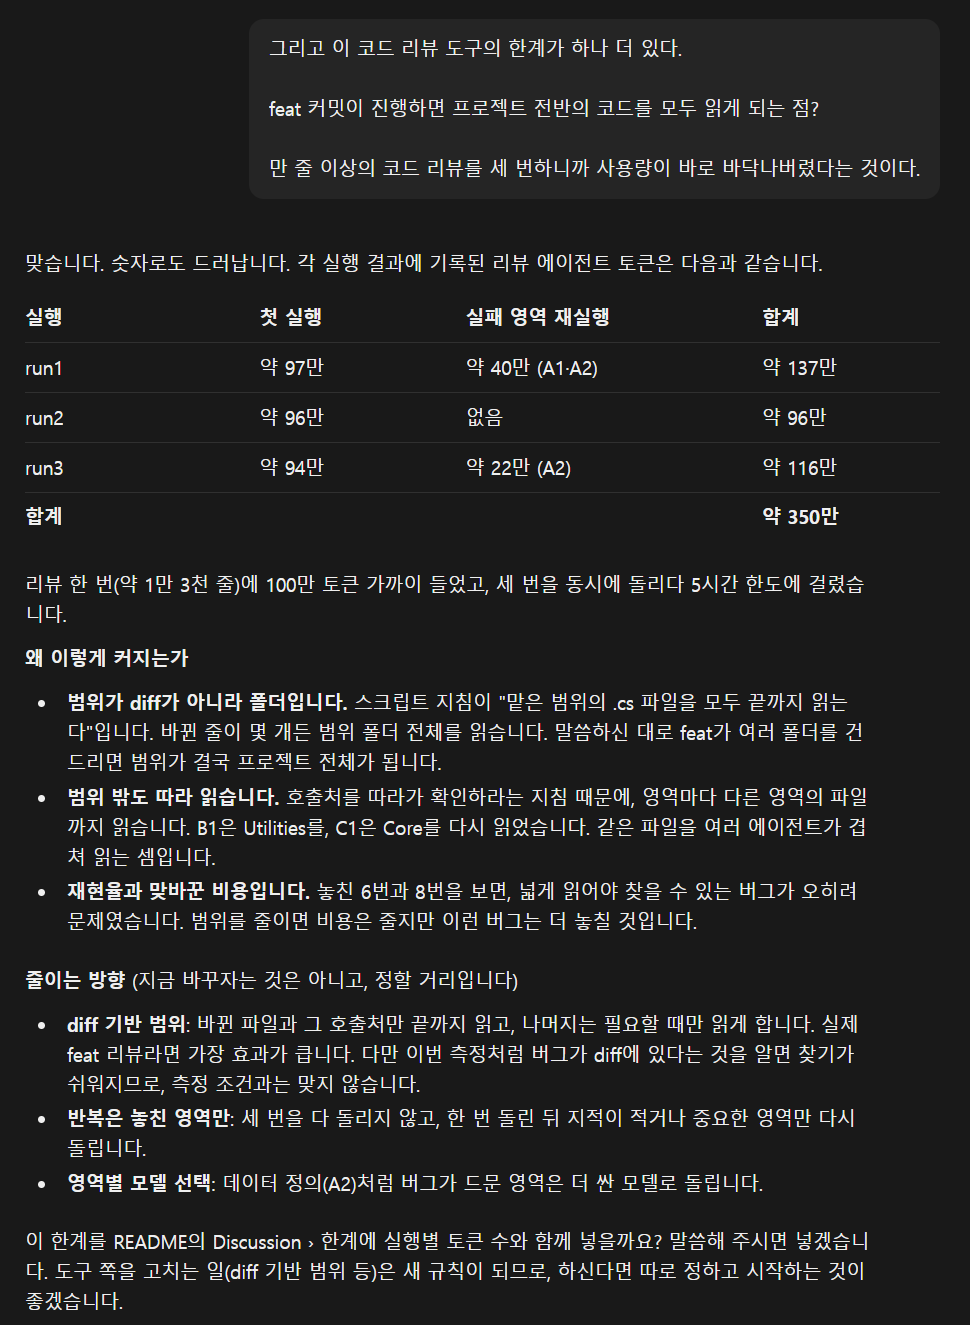 그리고 이 코드 리뷰 도구의 한계가 하나 더 있다.
feat 커밋이 진행하면 프로젝트 전반의 코드를 모두 읽게 되는 점?
만 줄 이상의 코드 리뷰를 세 번하니까 사용량이 바로 바닥나버렸다는 것이다.
맞습니다. 숫자로도 드러납니다. 각 실행 결과에 기록된 리뷰 에이전트 토큰은 다음과 같습니다.
실행 첫 실행 실패 영역 재실행 합계
run1 약 97만 약 40만 (A1·A2) 약 137만
run2 약 96만 없음 약 96만
run3 약 94만 약 22만 (A2) 약 116만
합계 약 350만
리뷰 한 번(약 1만 3천 줄)에 100만 토큰 가까이 들었고, 세 번을 동시에 돌리다 5시간 한도에 걸렸습
니다.
왜 이렇게 커지는가
• 범위가 diff가 아니라 폴더입니다. 스크립트 지침이 "맡은 범위의 .cs 파일을 모두 끝까지 읽는
다"입니다. 바뀐 줄이 몇 개든 범위 폴더 전체를 읽습니다. 말씀하신 대로 feat가 여러 폴더를 건
드리면 범위가 결국 프로젝트 전체가 됩니다.
• 범위 밖도 따라 읽습니다. 호출처를 따라가 확인하라는 지침 때문에, 영역마다 다른 영역의 파일
까지 읽습니다. B1은 Utilities를, C1은 Core를 다시 읽었습니다. 같은 파일을 여러 에이전트가 겹
쳐 읽는 셈입니다.
• 재현율과 맞바꾼 비용입니다. 놓친 6번과 8번을 보면, 넓게 읽어야 찾을 수 있는 버그가 오히려
문제였습니다. 범위를 줄이면 비용은 줄지만 이런 버그는 더 놓칠 것입니다.
줄이는 방향 (지금 바꾸자는 것은 아니고, 정할 거리입니다)
• diff 기반 범위: 바뀐 파일과 그 호출처만 끝까지 읽고, 나머지는 필요할 때만 읽게 합니다. 실제
feat 리뷰라면 가장 효과가 큽니다. 다만 이번 측정처럼 버그가 diff에 있다는 것을 알면 찾기가
쉬워지므로, 측정 조건과는 맞지 않습니다.
• 반복은 놓친 영역만: 세 번을 다 돌리지 않고, 한 번 돌린 뒤 지적이 적거나 중요한 영역만 다시
돌립니다.
• 영역별 모델 선택: 데이터 정의(A2)처럼 버그가 드문 영역은 더 싼 모델로 돌립니다.
이 한계를 README의 Discussion › 한계에 실행별 토큰 수와 함께 넣을까요? 말씀해 주시면 넣겠습니
다. 도구 쪽을 고치는 일(diff 기반 범위 등)은 새 규칙이 되므로, 하신다면 따로 정하고 시작하는 것이
좋겠습니다.